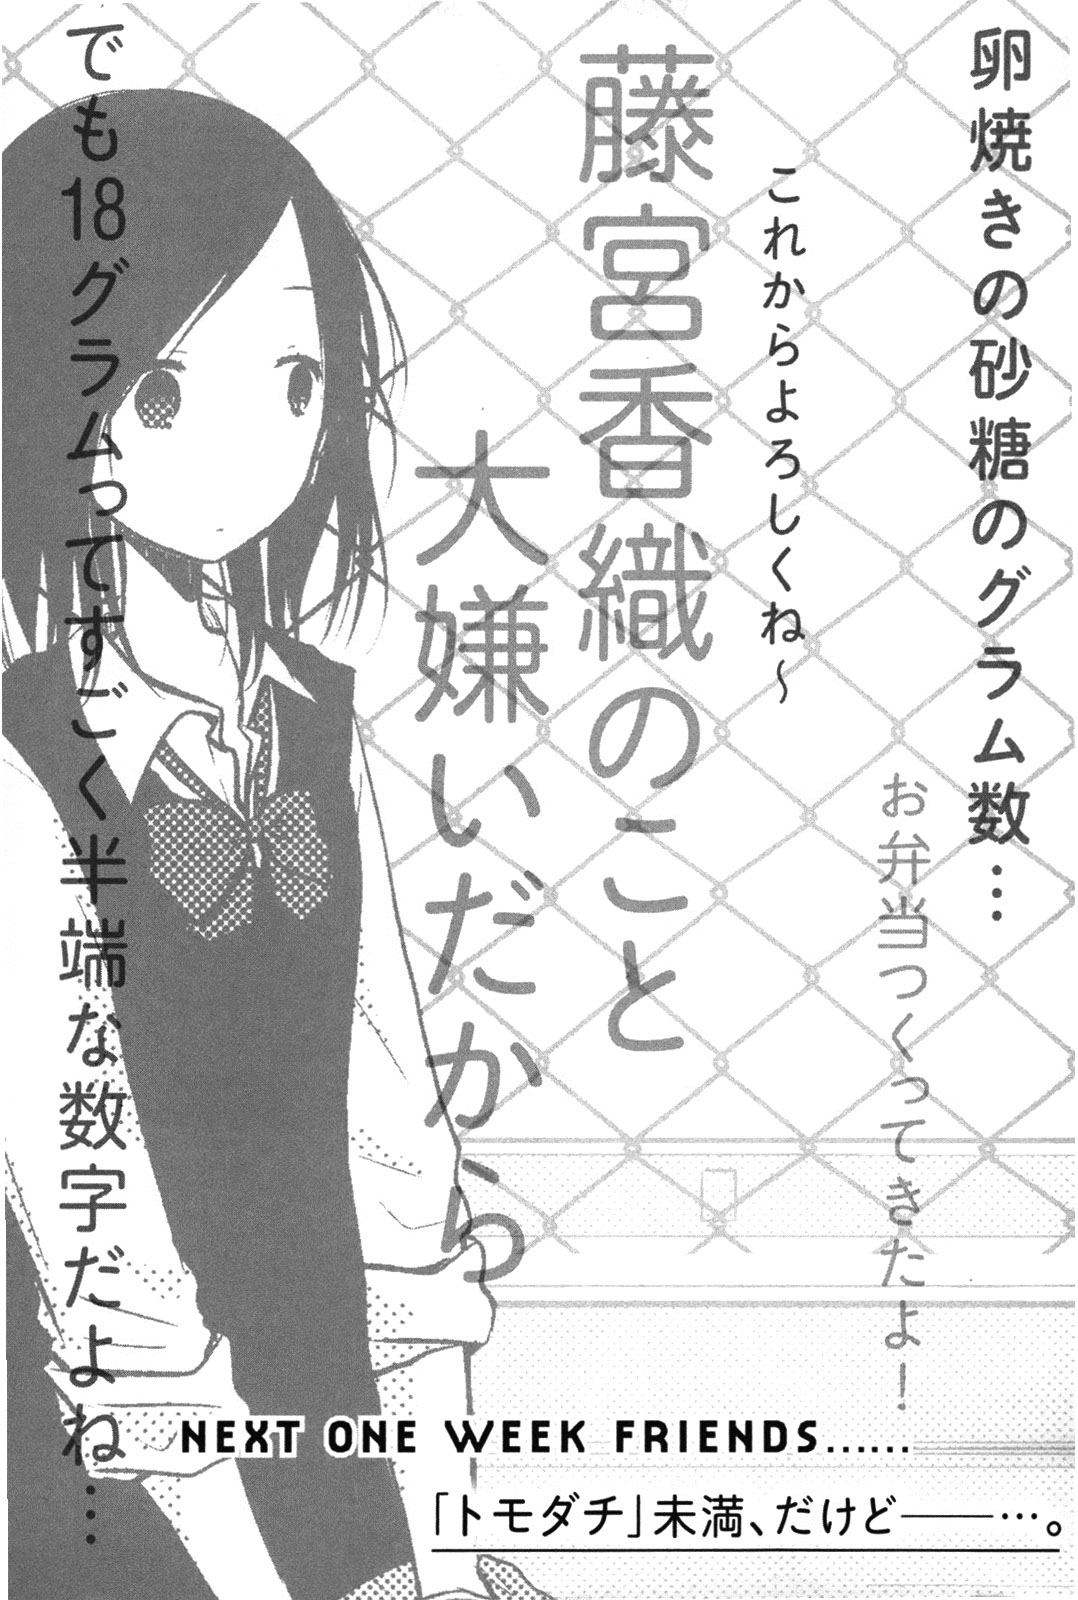 卵焼きの砂糖のグラム数…
お弁当つくってきたよ！
これからよろしくね～
藤宮香織のこと
大嫌いだから
でも18グラムってすごく半端な数字だよね…
NEXT ONE WEEK FRIENDS……
「トモダチ」未満、だけど――…。